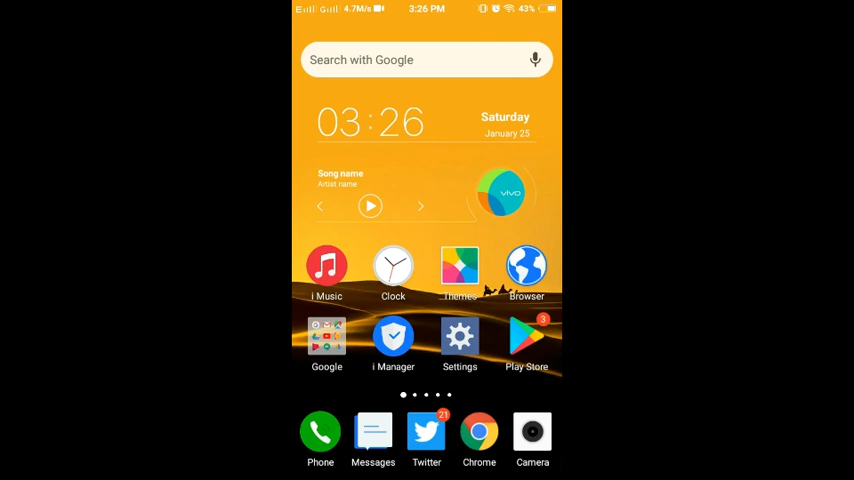 4.7M/s 3:26 PM 43%
Search with Google
03:26
Saturday
January 25
Song name
Artist name
vivo
i Music Clock Themes Browser
3
Google i Manager Settings Play Store
21
Phone Messages Twitter Chrome Camera